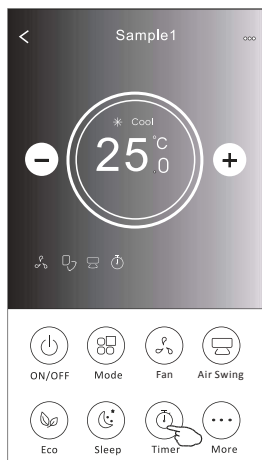 Sample1
Cool
25.0 °C
ON/OFF Mode Fan Air Swing
Eco Sleep Timer More